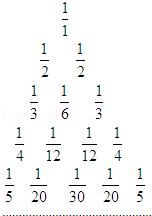 1/1
1/2 1/2
1/3 1/6 1/3
1/4 1/12 1/12 1/4
1/5 1/20 1/30 1/20 1/5
................................